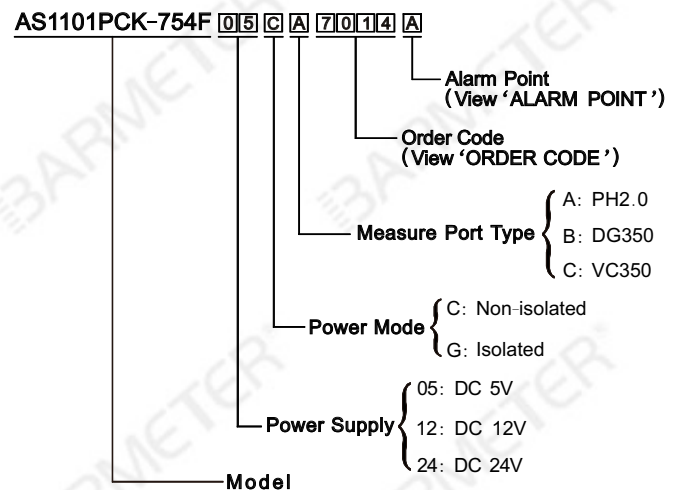 AS1101PCK-754F 05 C A 7014 A
Alarm Point
(View 'ALARM POINT')
Order Code
(View 'ORDER CODE')
Measure Port Type
A: PH2.0
B: DG350
C: VC350
Power Mode
C: Non-isolated
G: Isolated
Power Supply
05: DC 5V
12: DC 12V
24: DC 24V
Model